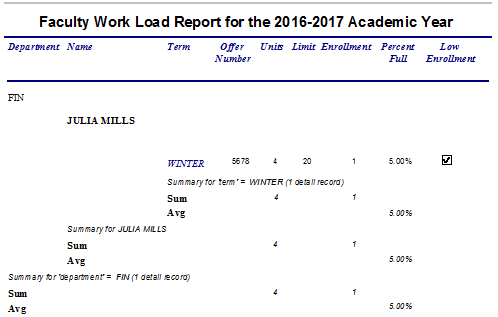 Faculty Work Load Report for the 2016-2017 Academic Year
Department Name Term Offer Number Units Limit Enrollment Percent Full Low Enrollment
FIN
JULIA MILLS
WINTER 5678 4 20 1 5.00%
Summary for 'term' = WINTER (1 detail record)
Sum 4 1
Avg 5.00%
Summary for JULIA MILLS
Sum 4 1
Avg 5.00%
Summary for 'department' = FIN (1 detail record)
Sum 4 1
Avg 5.00%